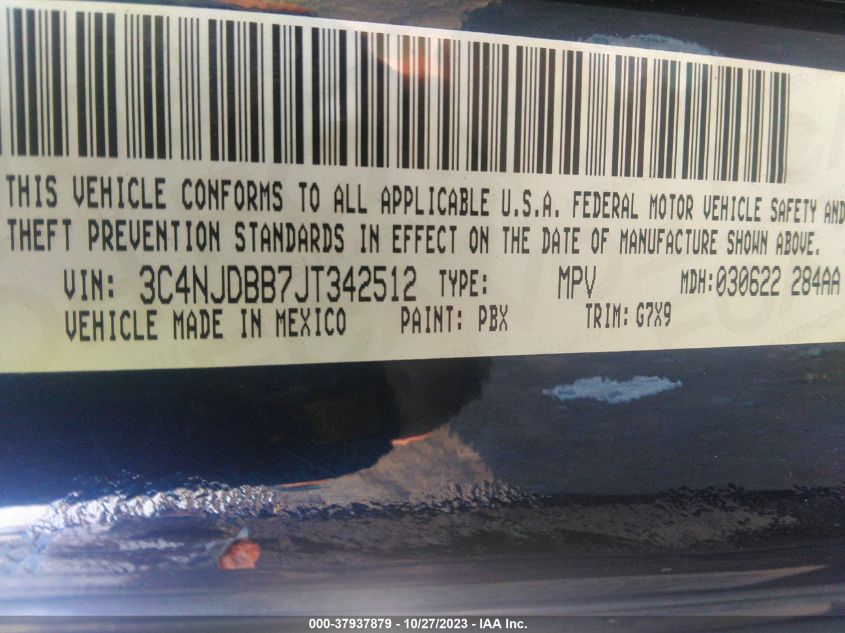 THIS VEHICLE CONFORMS TO ALL APPLICABLE U.S.A. FEDERAL MOTOR VEHICLE SAFETY AND
THEFT PREVENTION STANDARDS IN EFFECT ON THE DATE OF MANUFACTURE SHOWN ABOVE.
VIN: 3C4NJDBB7JT342512 TYPE: MPV MDH: 030622 284AA
VEHICLE MADE IN MEXICO PAINT: PBX TRIM: G7X9
000-37937879 - 10/27/2023 - IAA Inc.